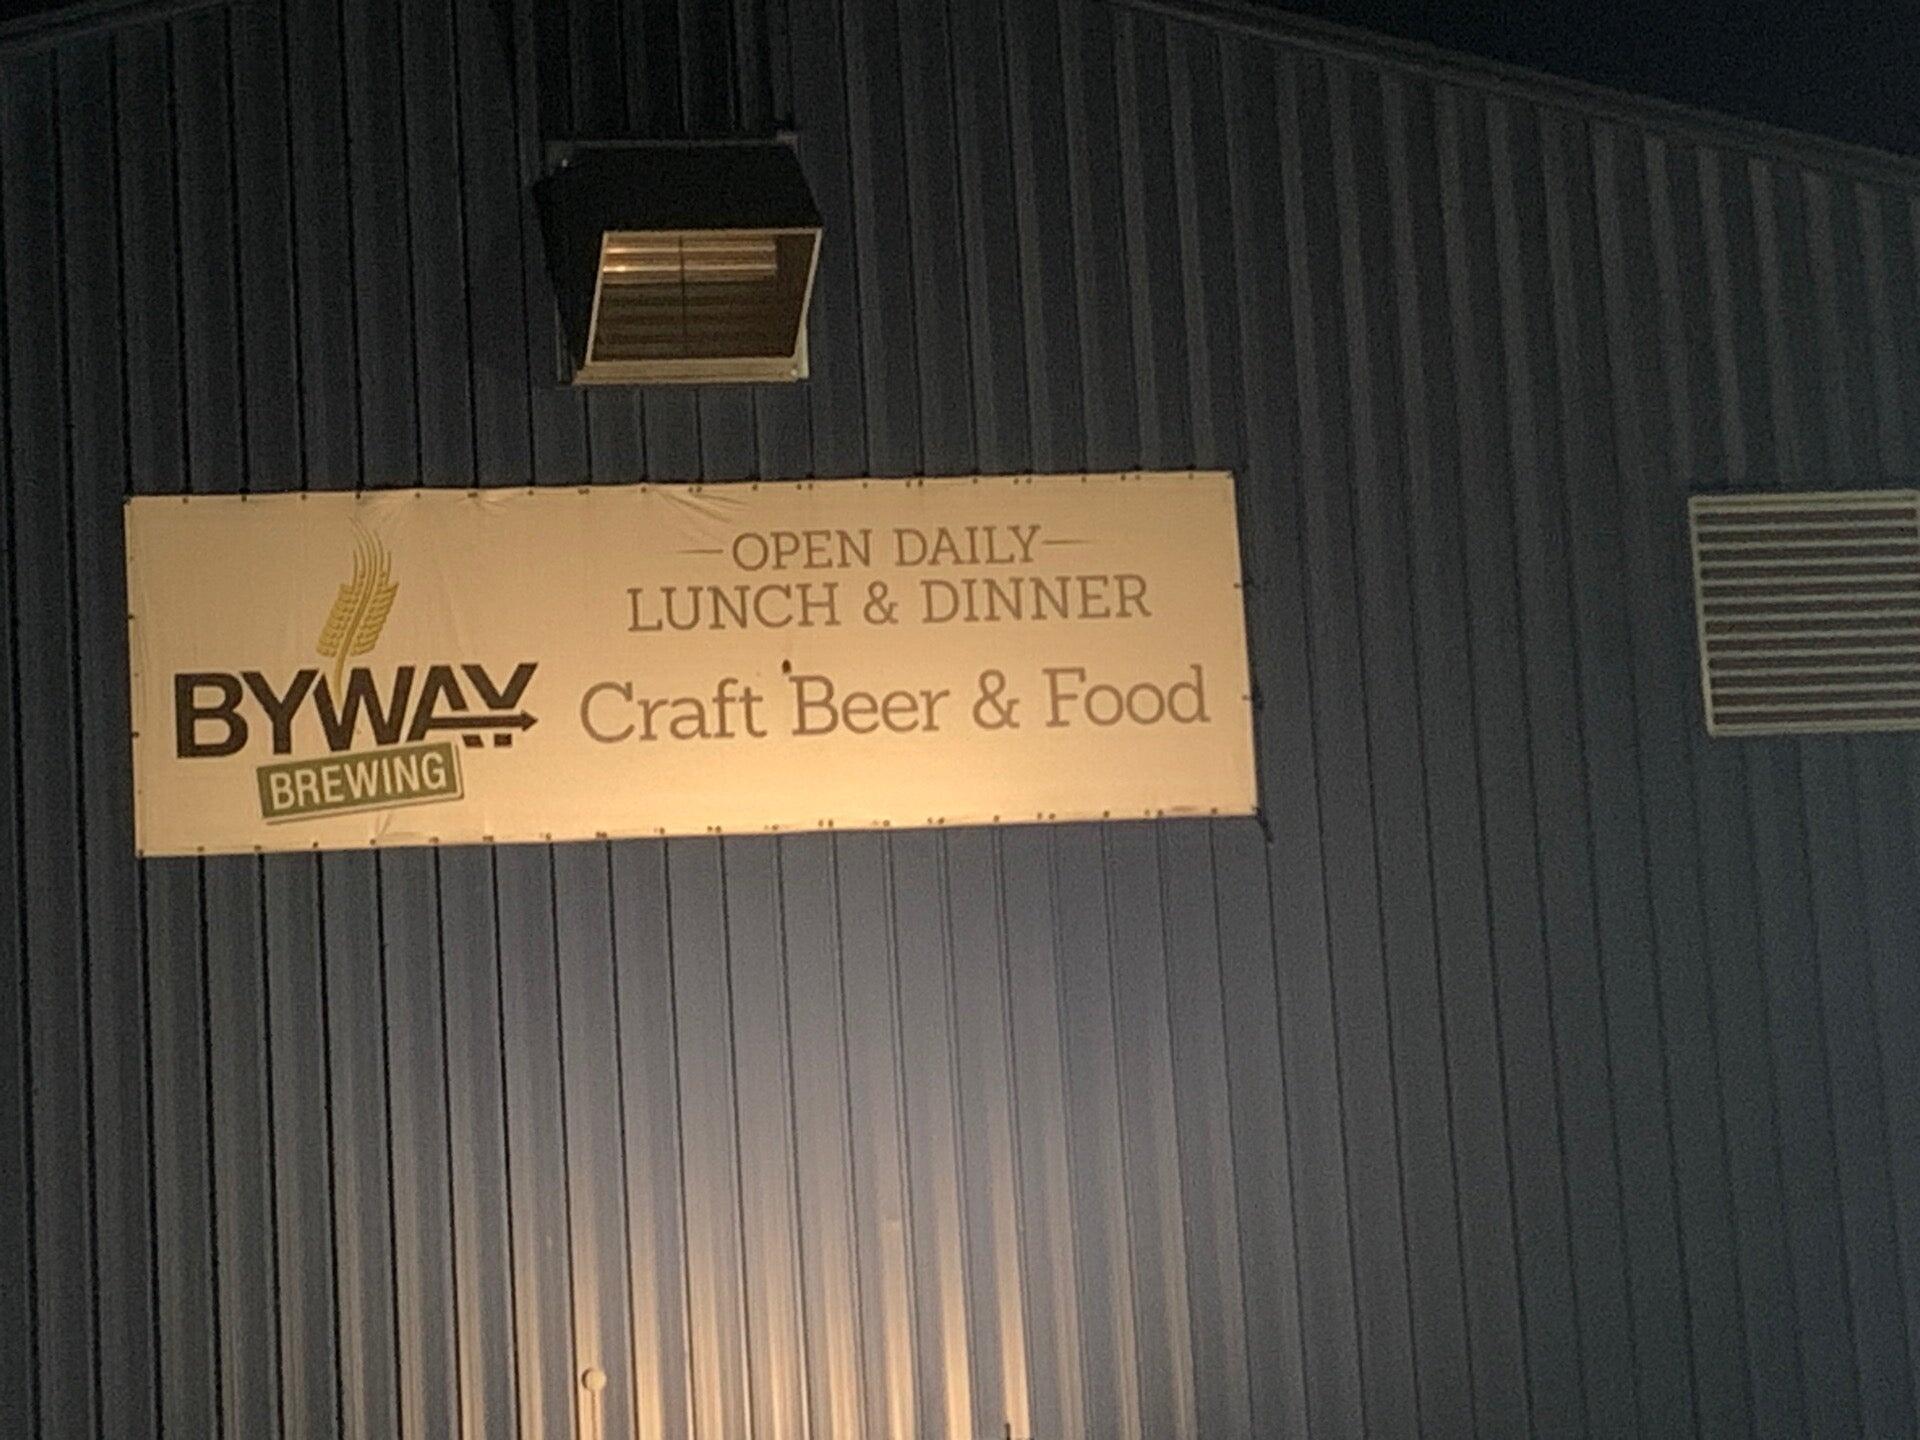 BYWAY
BREWING
OPEN DAILY
LUNCH & DINNER
Craft Beer & Food